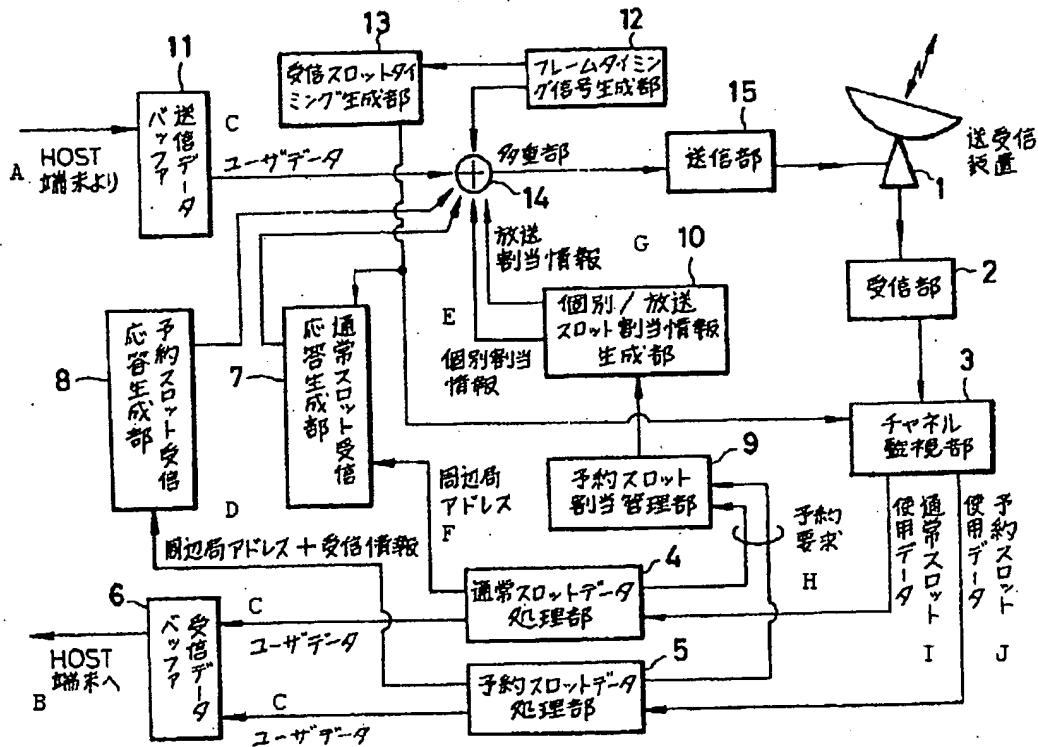 11
送信データ
バッファ
A
HOST
端末より
C
ユーザデータ
13
受信スロットタイ
ミング生成部
12
フレームタイミン
グ信号生成部
多重部
14
15
送信部
送受信
装置
1
2
受信部
放送
割当情報
G
10
個別/放送
スロット割当情報
生成部
E
個別割当
情報
8
予約スロット受信
応答生成部
7
通常スロット受信
応答生成部
3
チャネル
監視部
9
予約スロット
割当管理部
周辺局
アドレス
F
予約
要求
H
通常スロット
使用データ
I
予約スロット
使用データ
J
D
周辺局アドレス+受信情報
4
通常スロットデータ
処理部
6
受信データ
バッファ
C
ユーザデータ
HOST
端末へ
B
5
予約スロットデータ
処理部
C
ユーザデータ